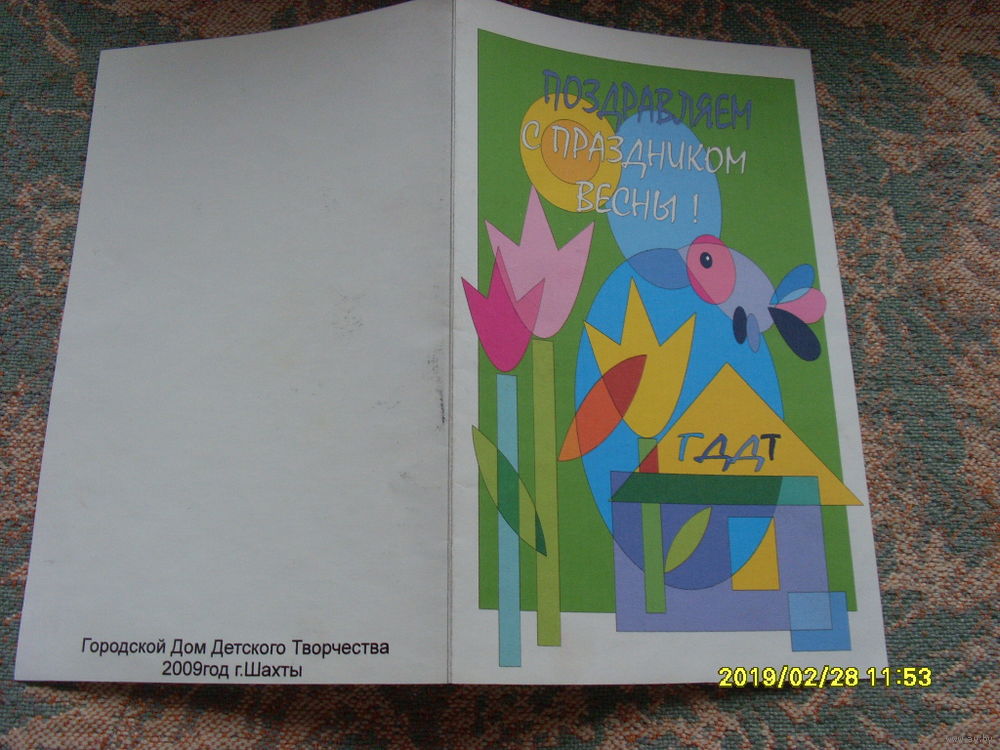 ПОЗДРАВЛЯЕМ
С ПРАЗДНИКОМ
ВЕСНЫ !
ГДДТ
Городской Дом Детского Творчества
2009год г.Шахты
2019/02/28 11:53